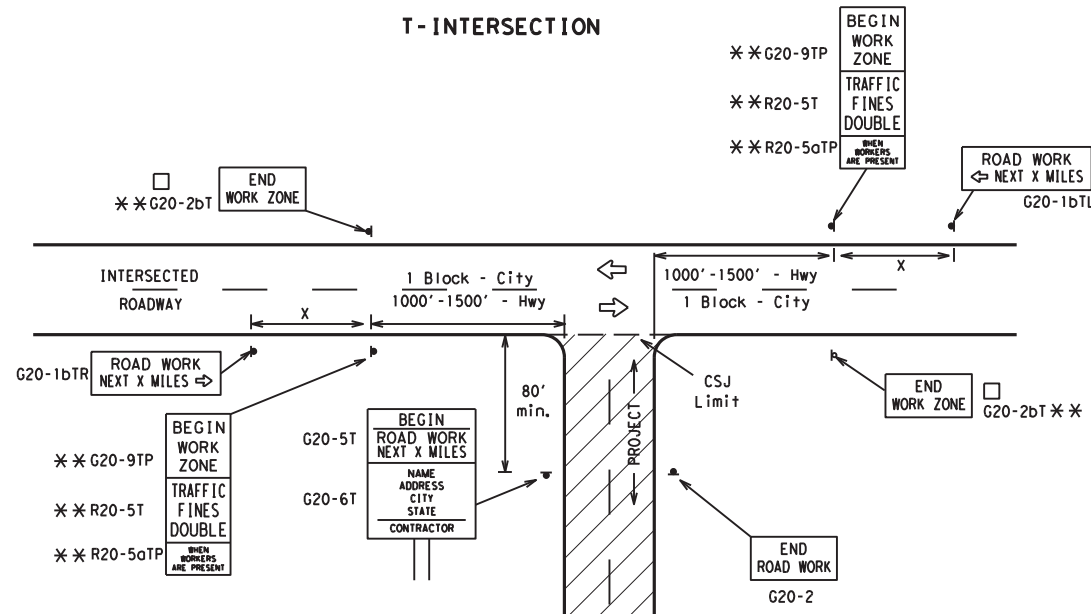 T-INTERSECTION
BEGIN
WORK
ZONE
TRAFFIC
FINES
DOUBLE
WHEN
WORKERS
ARE PRESENT
**G20-9TP
**R20-5T
**R20-5aTP
ROAD WORK
⇦ NEXT X MILES
G20-1bTL
□
**G20-2bT
END
WORK ZONE
INTERSECTED
ROADWAY
1 Block - City
1000'-1500' - Hwy
X
1000'-1500' - Hwy
1 Block - City
X
G20-1bTR
ROAD WORK
NEXT X MILES ⇨
80'
min.
CSJ
Limit
PROJECT
END
WORK ZONE
□
G20-2bT **
**G20-9TP
**R20-5T
**R20-5aTP
BEGIN
WORK
ZONE
TRAFFIC
FINES
DOUBLE
WHEN
WORKERS
ARE PRESENT
G20-5T
G20-6T
BEGIN
ROAD WORK
NEXT X MILES
NAME
ADDRESS
CITY
STATE
CONTRACTOR
END
ROAD WORK
G20-2